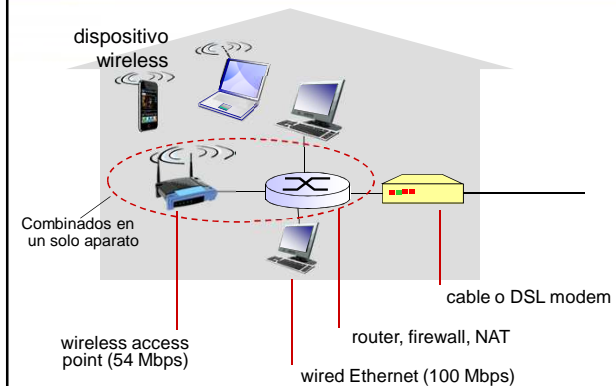 dispositivo
wireless
Combinados en
un solo aparato
cable o DSL modem
router, firewall, NAT
wireless access
point (54 Mbps)
wired Ethernet (100 Mbps)